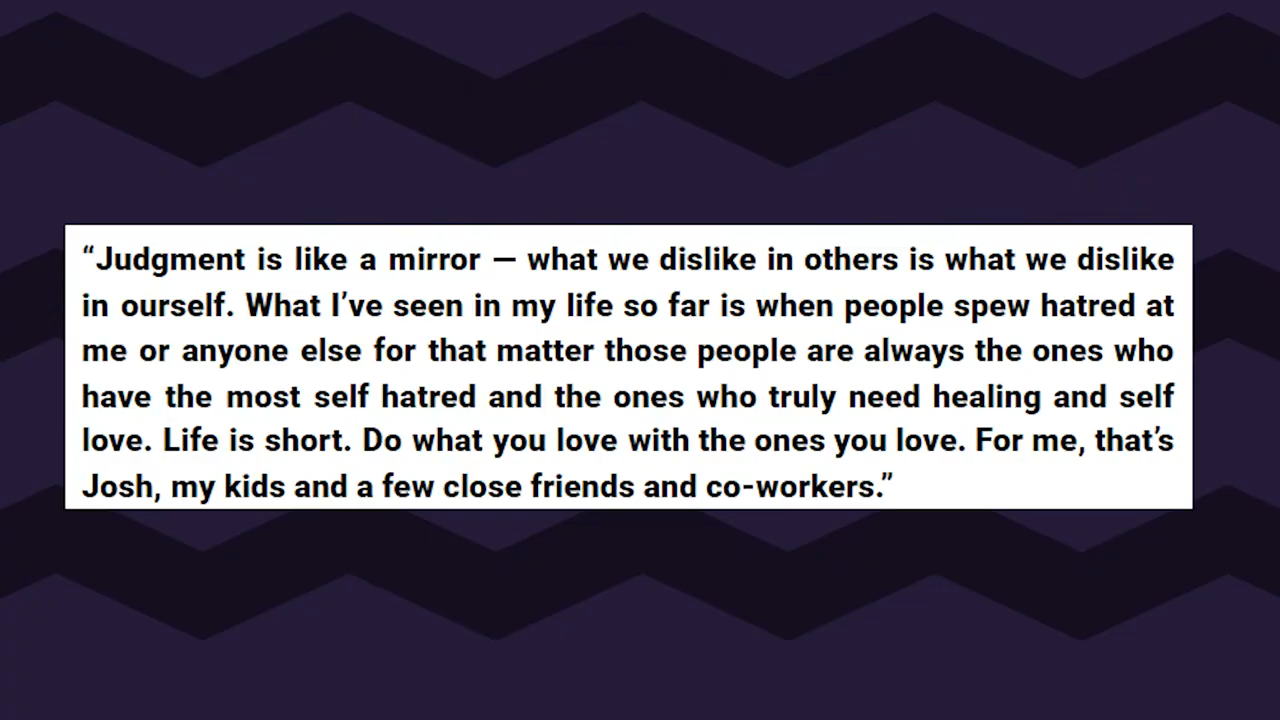 “Judgment is like a mirror — what we dislike in others is what we dislike
in ourself. What I’ve seen in my life so far is when people spew hatred at
me or anyone else for that matter those people are always the ones who
have the most self hatred and the ones who truly need healing and self
love. Life is short. Do what you love with the ones you love. For me, that’s
Josh, my kids and a few close friends and co-workers.”